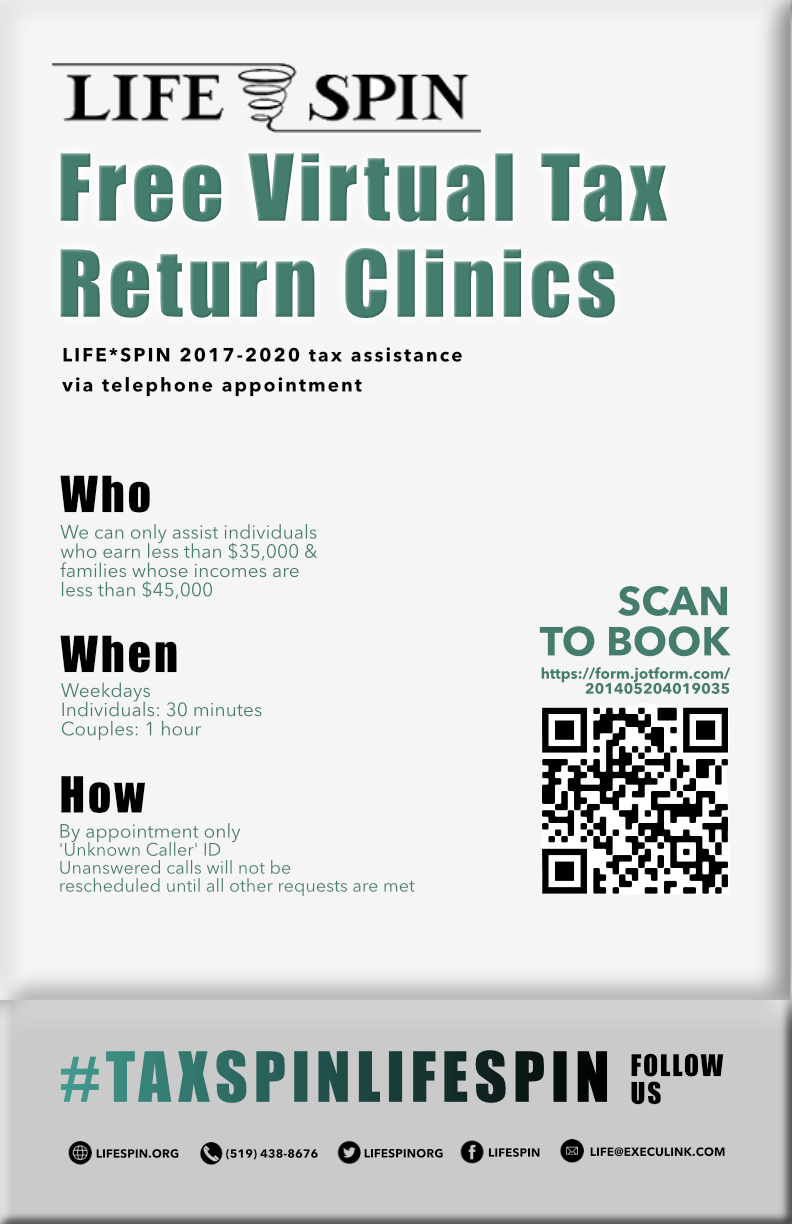 LIFE SPIN
Free Virtual Tax
Return Clinics
LIFE*SPIN 2017-2020 tax assistance
via telephone appointment
Who
We can only assist individuals
who earn less than $35,000 &
families whose incomes are
less than $45,000
When
Weekdays
Individuals: 30 minutes
Couples: 1 hour
How
By appointment only
'Unknown Caller' ID
Unanswered calls will not be
rescheduled until all other requests are met
SCAN
TO BOOK
https://form.jotform.com/
201405204019035
#TAXSPINLIFESPIN
FOLLOW
US
LIFESPIN.ORG
(519) 438-8676
LIFESPINORG
LIFESPIN
LIFE@EXECULINK.COM